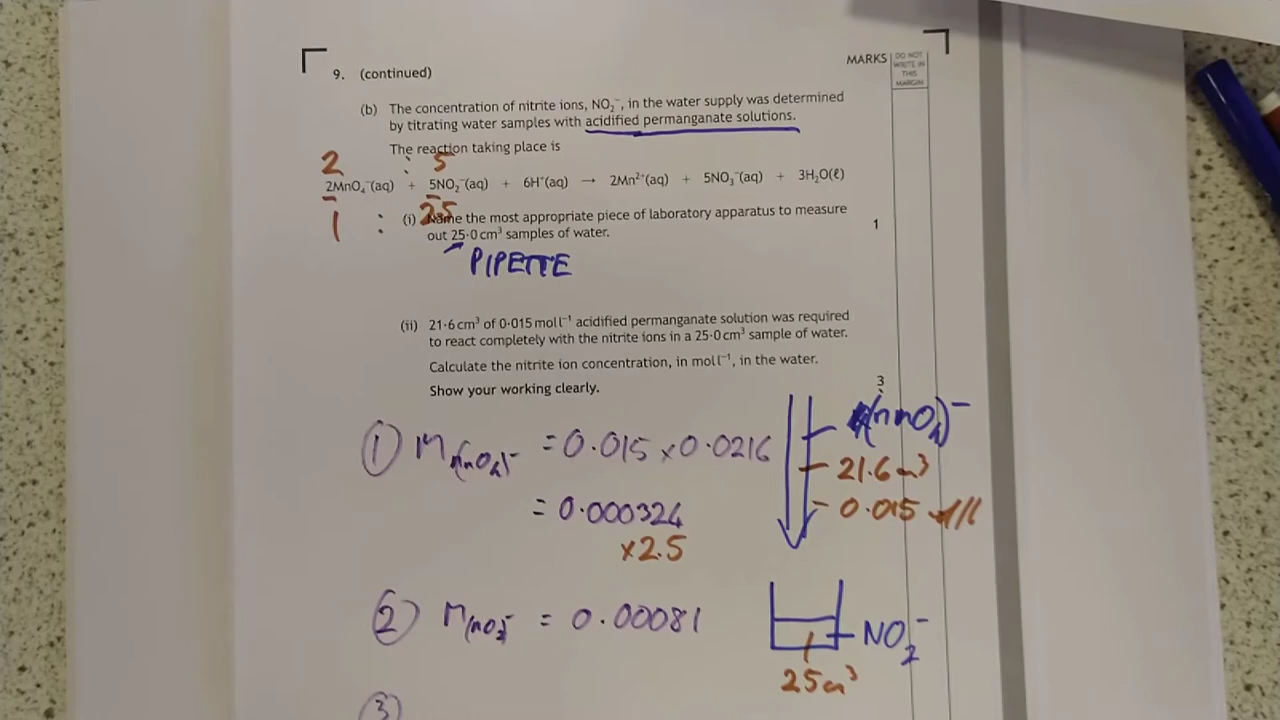 MARKS
DO NOT WRITE IN THIS MARGIN
9. (continued)
(b) The concentration of nitrite ions, NO₂⁻, in the water supply was determined
by titrating water samples with acidified permanganate solutions.
The reaction taking place is
2 : 5
2MnO₄⁻(aq) + 5NO₂⁻(aq) + 6H⁺(aq) → 2Mn²⁺(aq) + 5NO₃⁻(aq) + 3H₂O(ℓ)
1 : 2.5
(i) Name the most appropriate piece of laboratory apparatus to measure
out 25·0 cm³ samples of water.
1
PIPETTE
(ii) 21·6 cm³ of 0·015 mol l⁻¹ acidified permanganate solution was required
to react completely with the nitrite ions in a 25·0 cm³ sample of water.
Calculate the nitrite ion concentration, in mol l⁻¹, in the water.
3
Show your working clearly.
(MnO₄)⁻
① n(MnO₄)⁻ = 0.015 × 0.0216
21.6 cm³
= 0.000324
0.015 mol/l
×2.5
② n(NO₂)⁻ = 0.00081
NO₂⁻
25cm³
③